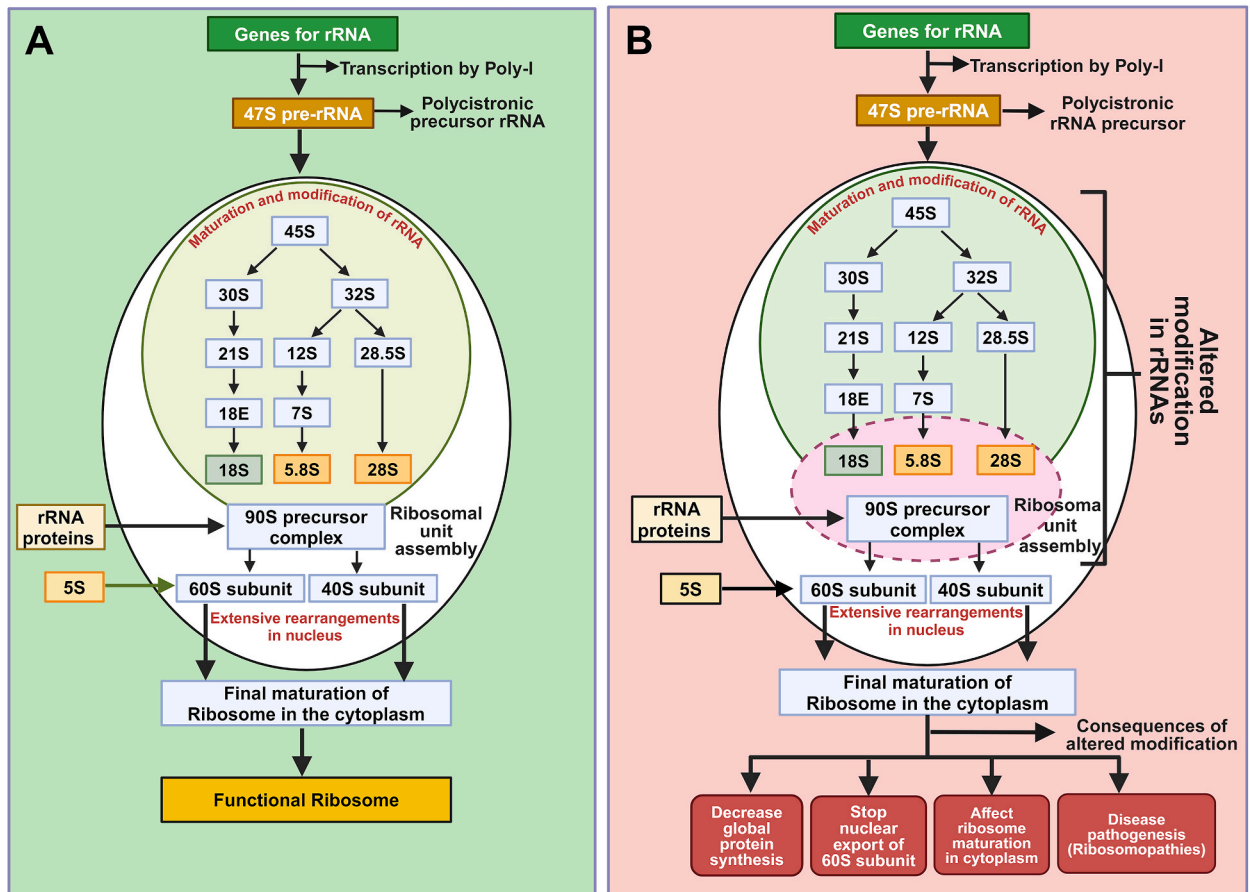 A
Genes for rRNA
Transcription by Poly-I
47S pre-rRNA
Polycistronic
precursor rRNA
Maturation and modification of rRNA
45S
30S
32S
21S
12S
28.5S
18E
7S
18S
5.8S
28S
rRNA
proteins
90S precursor
complex
Ribosomal
unit
assembly
5S
60S subunit
40S subunit
Extensive rearrangements
in nucleus
Final maturation of
Ribosome in the cytoplasm
Functional Ribosome
B
Genes for rRNA
Transcription by Poly-I
47S pre-rRNA
Polycistronic
rRNA precursor
Maturation and modification of rRNA
45S
30S
32S
21S
12S
28.5S
18E
7S
18S
5.8S
28S
Altered
modification
in rRNAs
rRNA
proteins
90S precursor
complex
Ribosoma
unit
assembly
5S
60S subunit
40S subunit
Extensive rearrangements
in nucleus
Final maturation of
Ribosome in the cytoplasm
Consequences of
altered modification
Decrease
global
protein
synthesis
Stop
nuclear
export of
60S subunit
Affect
ribosome
maturation
in cytoplasm
Disease
pathogenesis
(Ribosomopathies)